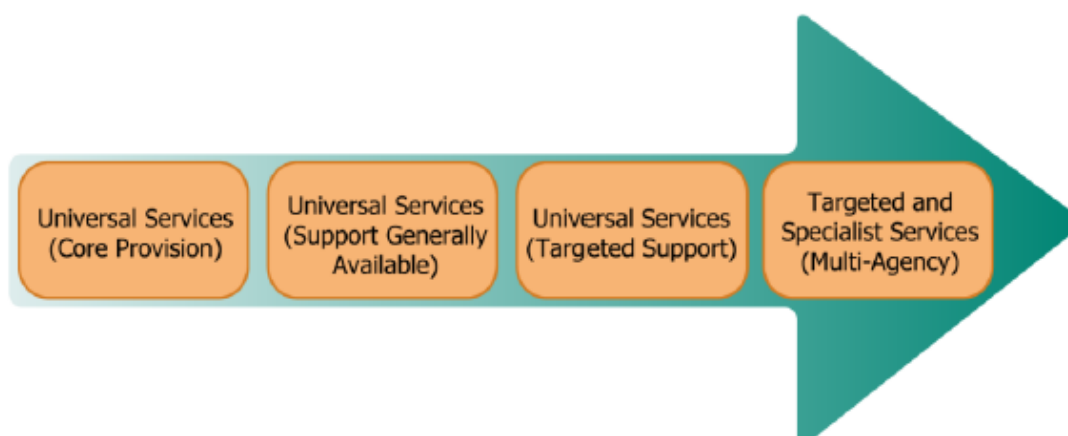 Universal Services
(Core Provision)
Universal Services
(Support Generally
Available)
Universal Services
(Targeted Support)
Targeted and
Specialist Services
(Multi-Agency)